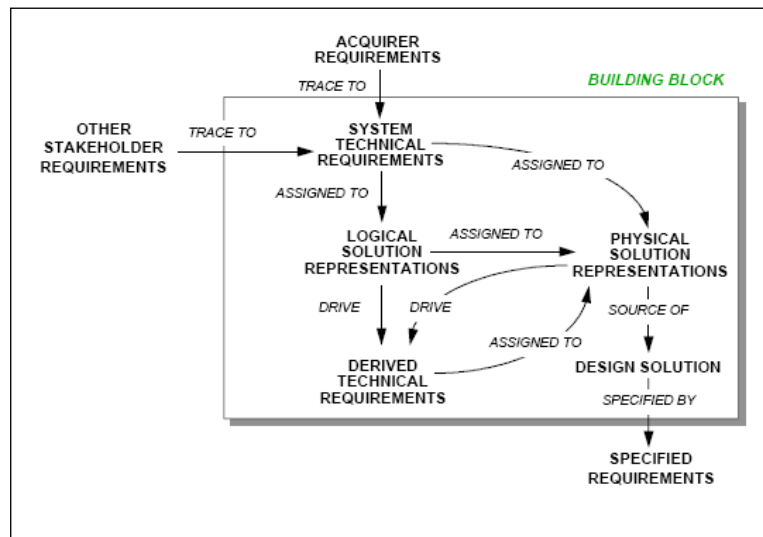 ACQUIRER
REQUIREMENTS
TRACE TO
BUILDING BLOCK
OTHER
STAKEHOLDER
REQUIREMENTS
TRACE TO
SYSTEM
TECHNICAL
REQUIREMENTS
ASSIGNED TO
ASSIGNED TO
LOGICAL
SOLUTION
REPRESENTATIONS
ASSIGNED TO
PHYSICAL
SOLUTION
REPRESENTATIONS
DRIVE
DRIVE
SOURCE OF
ASSIGNED TO
DERIVED
TECHNICAL
REQUIREMENTS
DESIGN SOLUTION
SPECIFIED BY
SPECIFIED
REQUIREMENTS